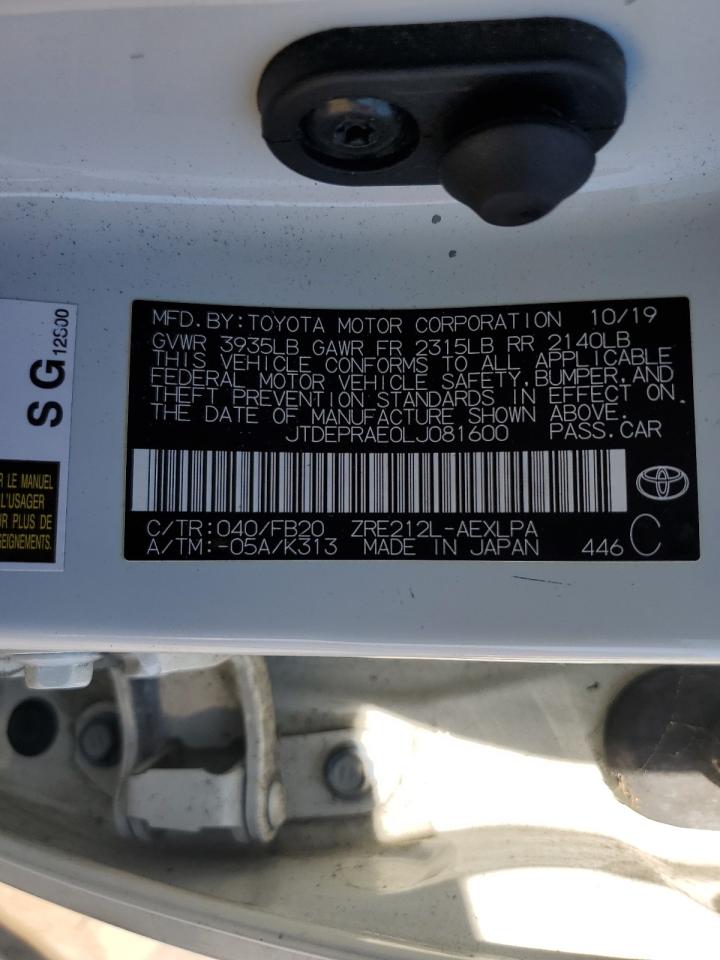 MFD. BY: TOYOTA MOTOR CORPORATION 10/19
GVWR 3935LB GAWR FR 2315LB RR 2140LB
THIS VEHICLE CONFORMS TO ALL APPLICABLE
FEDERAL MOTOR VEHICLE SAFETY, BUMPER, AND
THEFT PREVENTION STANDARDS IN EFFECT ON
THE DATE OF MANUFACTURE SHOWN ABOVE.
JTDEPRAE0LJ081600 PASS. CAR
C/TR: 040/FB20 ZRE212L-AEXLPA
A/TM: -05A/K313 MADE IN JAPAN 446 C
SG
12S00
R LE MANUEL
L'USAGER
UR PLUS DE
SEIGNEMENTS.